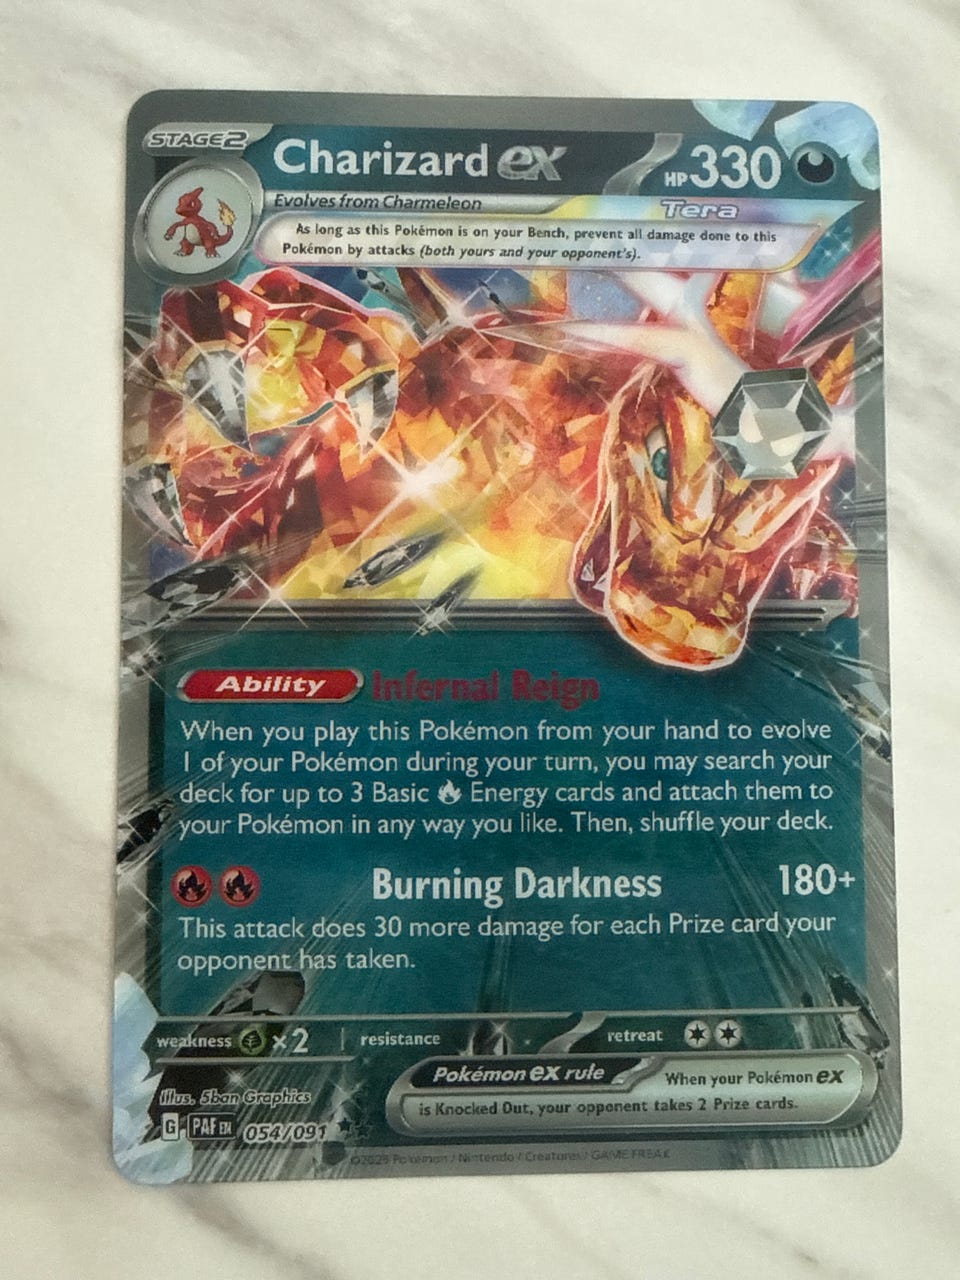 STAGE2
Charizard ex
HP330
Evolves from Charmeleon
Tera
As long as this Pokémon is on your Bench, prevent all damage done to this
Pokémon by attacks (both yours and your opponent's).
Ability Infernal Reign
When you play this Pokémon from your hand to evolve
1 of your Pokémon during your turn, you may search your
deck for up to 3 Basic Energy cards and attach them to
your Pokémon in any way you like. Then, shuffle your deck.
Burning Darkness 180+
This attack does 30 more damage for each Prize card your
opponent has taken.
weakness ×2 resistance retreat
Pokémon ex rule When your Pokémon ex
is Knocked Out, your opponent takes 2 Prize cards.
Illus. 5ban Graphics
G PAF EN 054/091
Pokémon / Nintendo / Creatures / GAME FREAK